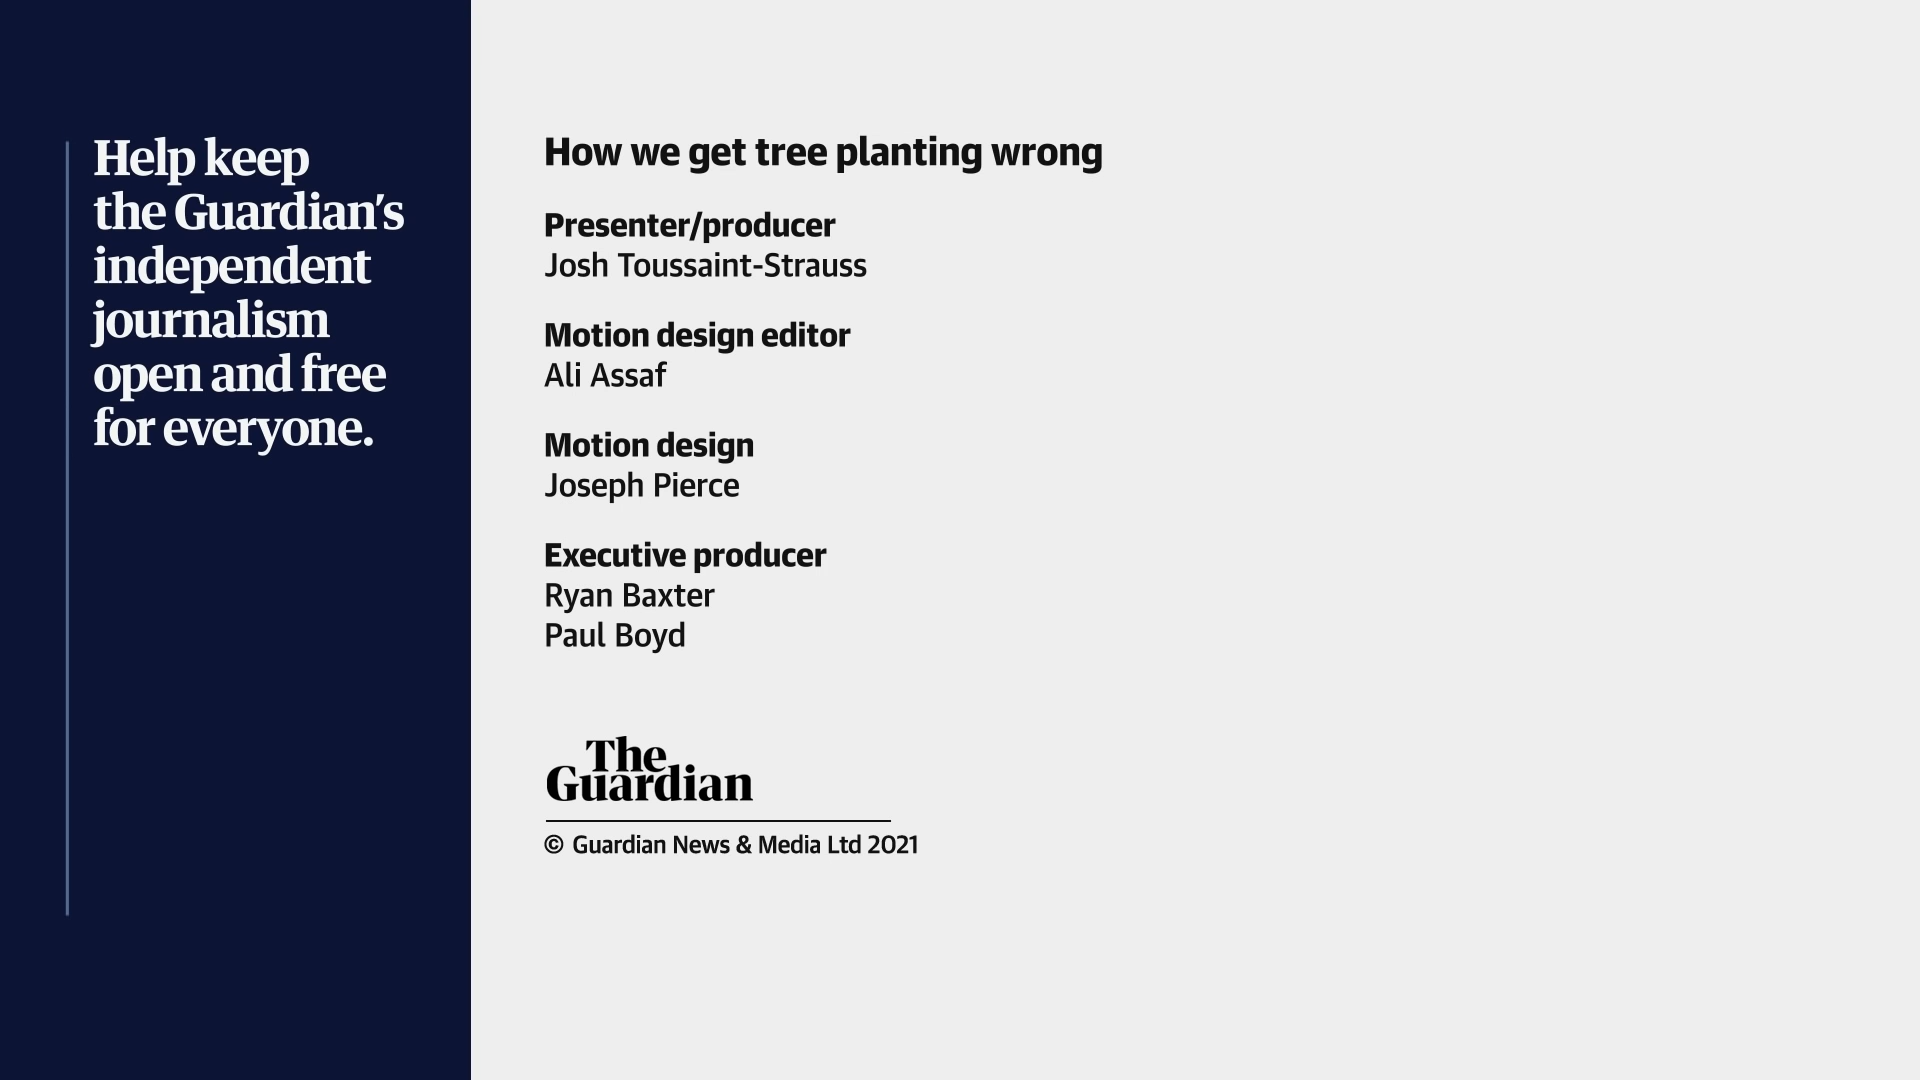 Help keep
the Guardian’s
independent
journalism
open and free
for everyone.
How we get tree planting wrong
Presenter/producer
Josh Toussaint-Strauss
Motion design editor
Ali Assaf
Motion design
Joseph Pierce
Executive producer
Ryan Baxter
Paul Boyd
The
Guardian
© Guardian News & Media Ltd 2021